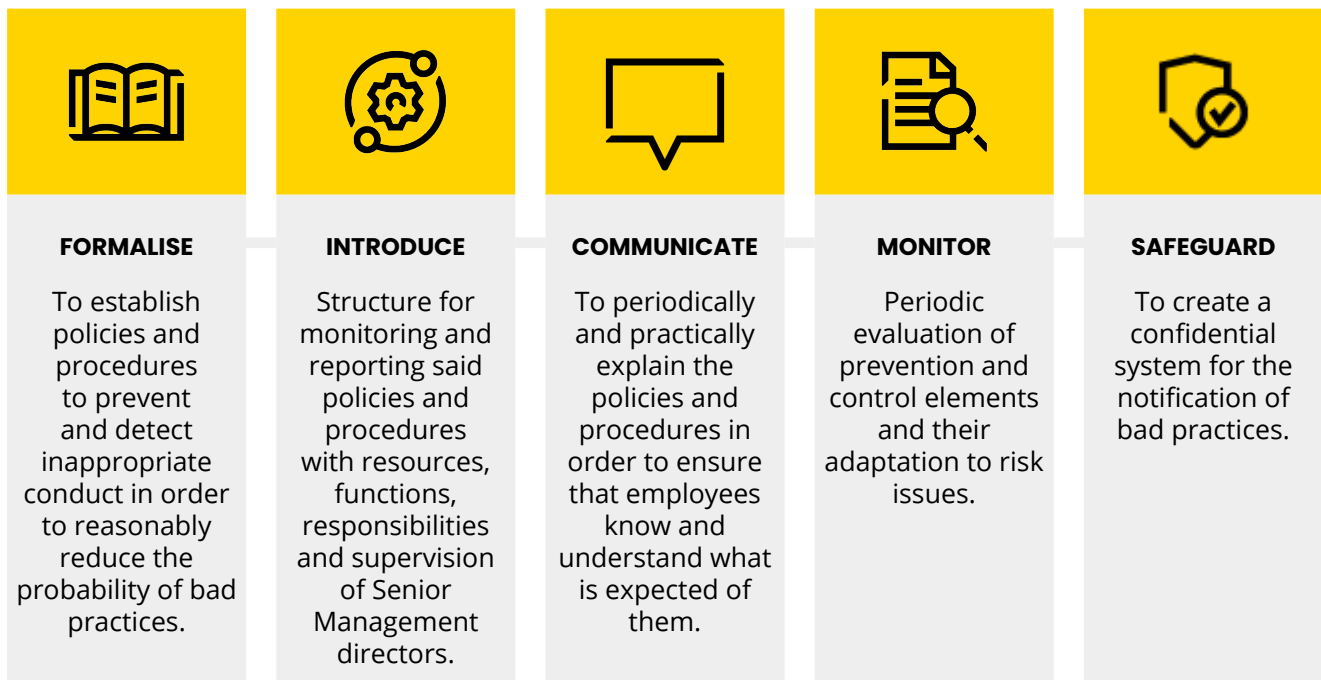 FORMALISE
To establish
policies and
procedures
to prevent
and detect
inappropriate
conduct in order
to reasonably
reduce the
probability of bad
practices.
INTRODUCE
Structure for
monitoring and
reporting said
policies and
procedures
with resources,
functions,
responsibilities
and supervision
of Senior
Management
directors.
COMMUNICATE
To periodically
and practically
explain the
policies and
procedures in
order to ensure
that employees
know and
understand what
is expected of
them.
MONITOR
Periodic
evaluation of
prevention and
control elements
and their
adaptation to risk
issues.
SAFEGUARD
To create a
confidential
system for the
notification of
bad practices.